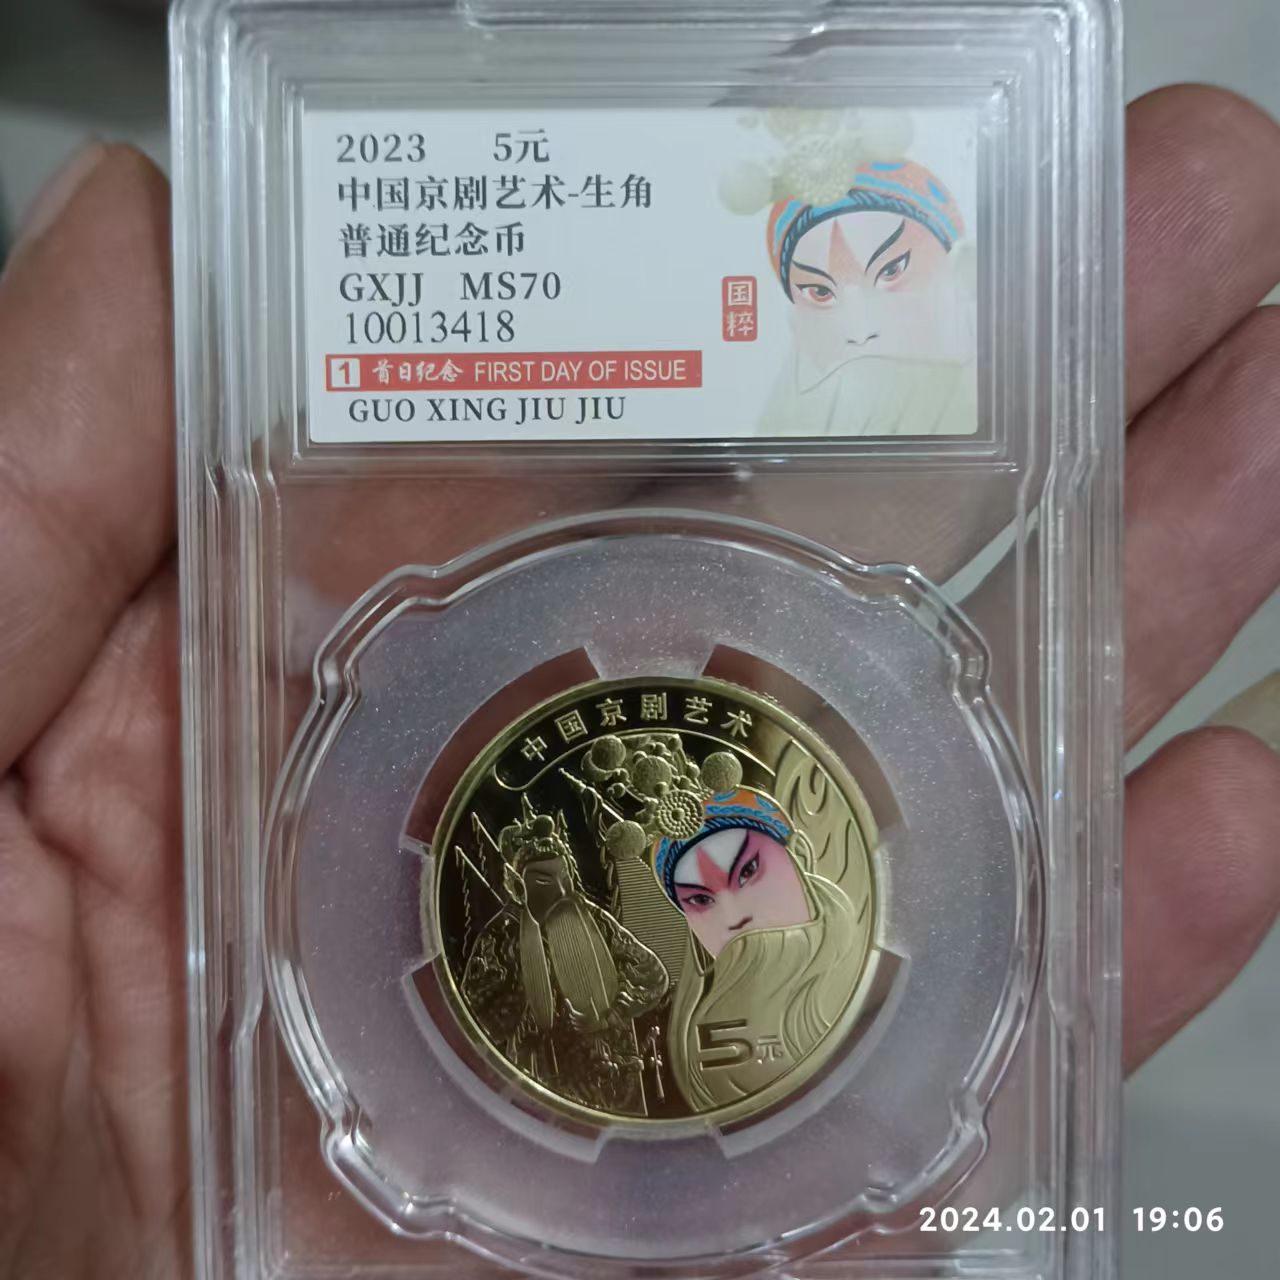 2023 5元
中国京剧艺术-生角
普通纪念币
GXJJ MS70
10013418
1 首日纪念 FIRST DAY OF ISSUE
GUO XING JIU JIU
国粹
中国京剧艺术
5元
2024.02.01 19:06